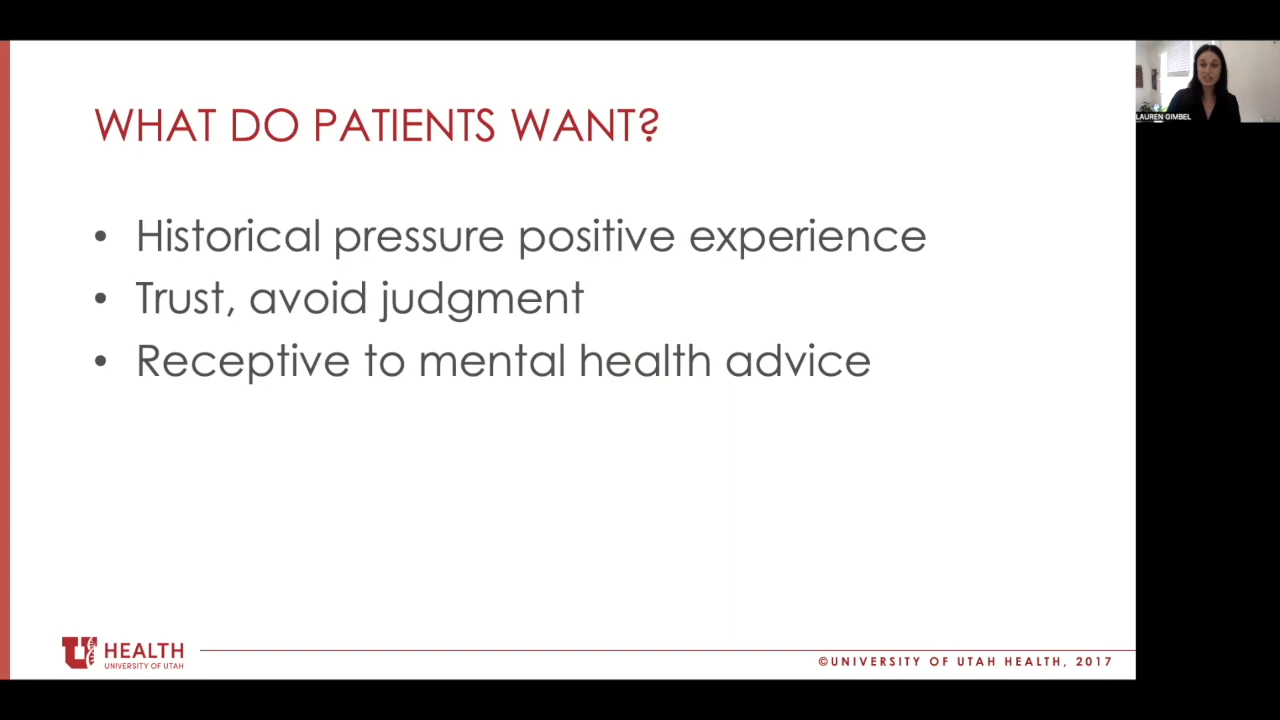 WHAT DO PATIENTS WANT?
• Historical pressure positive experience
• Trust, avoid judgment
• Receptive to mental health advice
LAUREN GIMBEL
U HEALTH
UNIVERSITY OF UTAH
©UNIVERSITY OF UTAH HEALTH, 2017